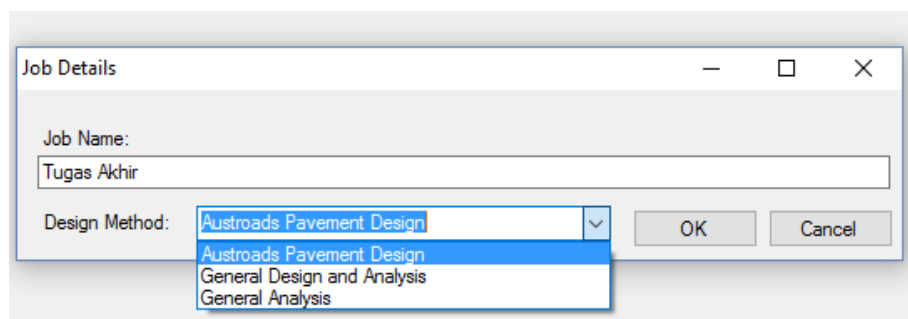 Job Details
Job Name:
Tugas Akhir
Design Method:
Austroads Pavement Design
OK
Cancel
Austroads Pavement Design
General Design and Analysis
General Analysis